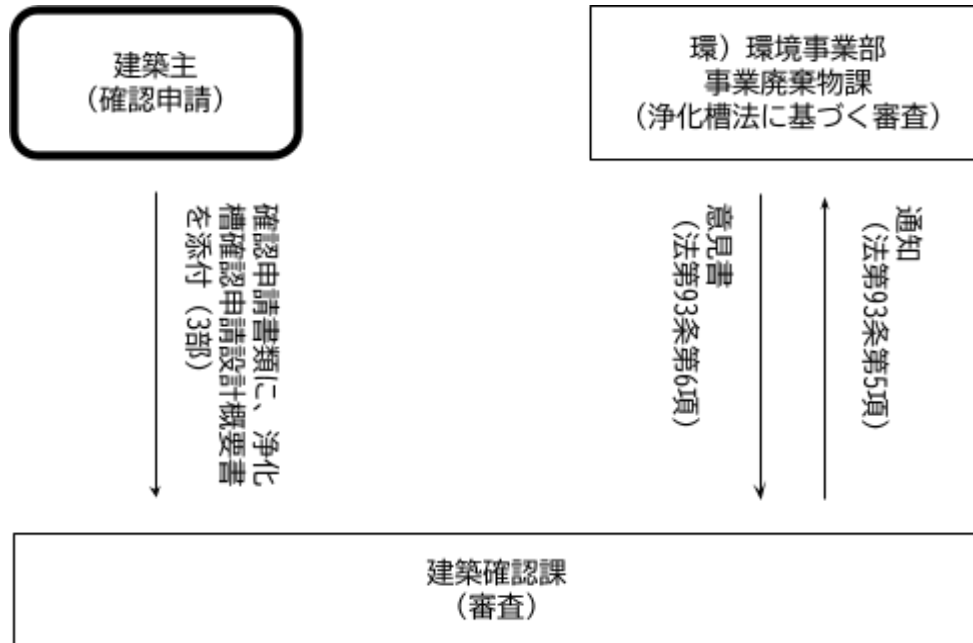 建築主
（確認申請）
環）環境事業部
事業廃棄物課
（浄化槽法に基づく審査）
確認申請書類に、浄化
槽確認申請設計概要書
を添付（3部）
意見書
（法第93条第6項）
通知
（法第93条第5項）
建築確認課
（審査）